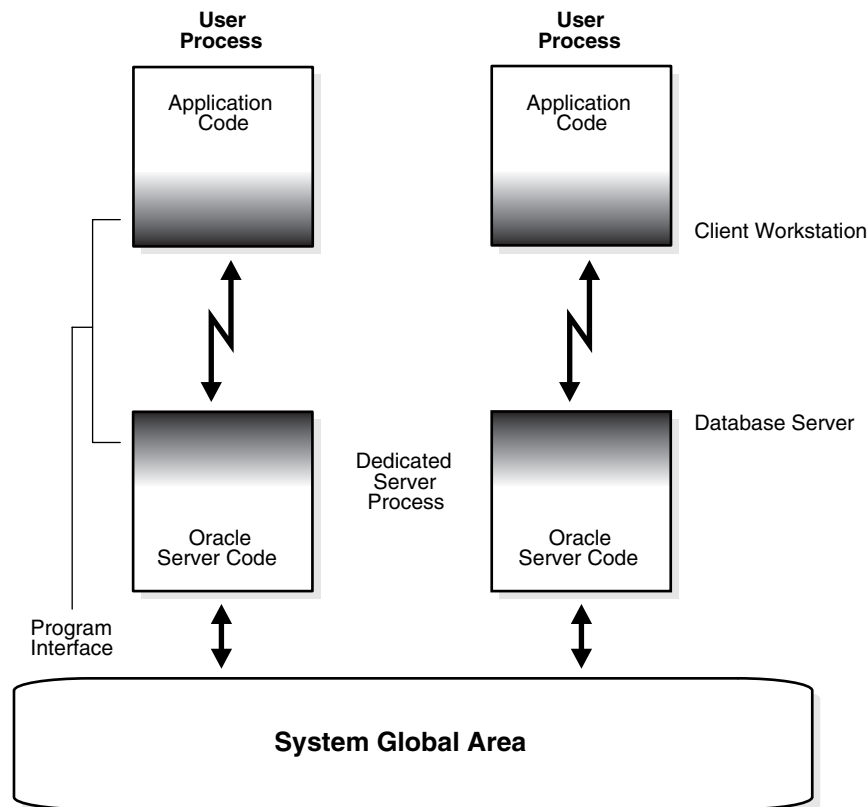 User
Process
User
Process
Application
Code
Application
Code
Client Workstation
Database Server
Dedicated
Server
Process
Oracle
Server Code
Oracle
Server Code
Program
Interface
System Global Area